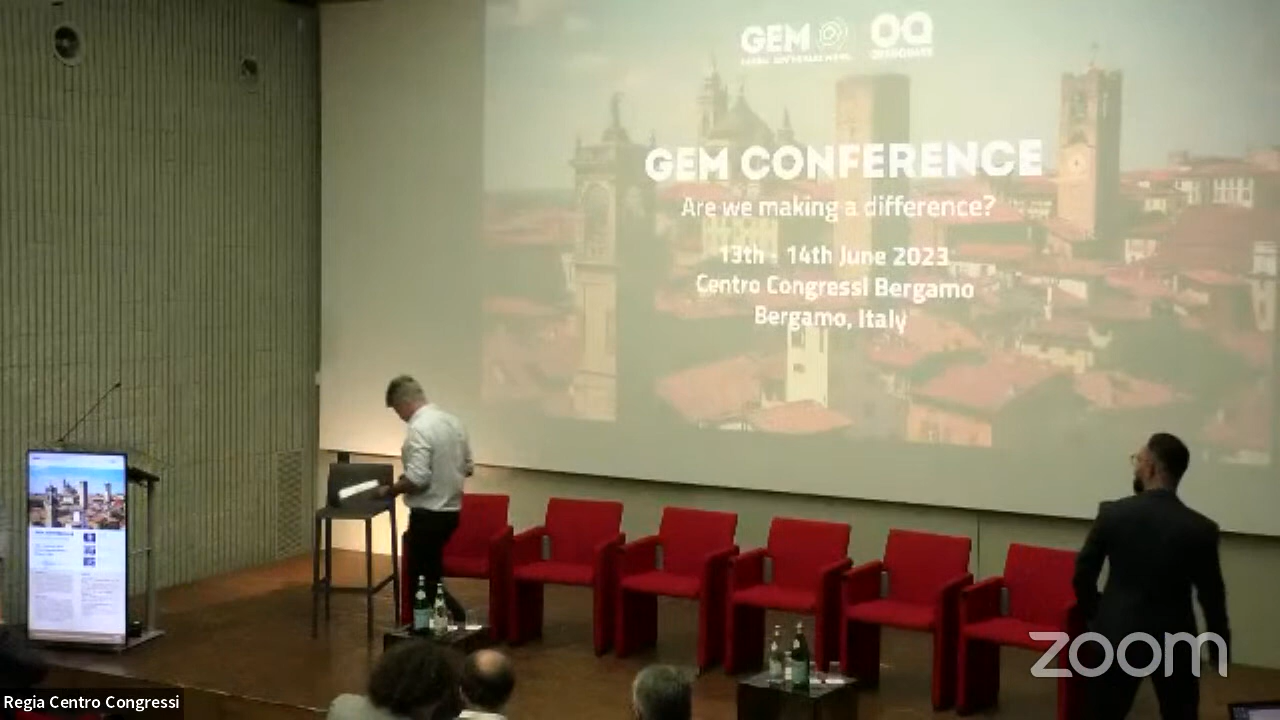 GEM OQ
GEM CONFERENCE
Are we making a difference?
13th - 14th June 2023
Centro Congressi Bergamo
Bergamo, Italy
zoom
Regia Centro Congressi